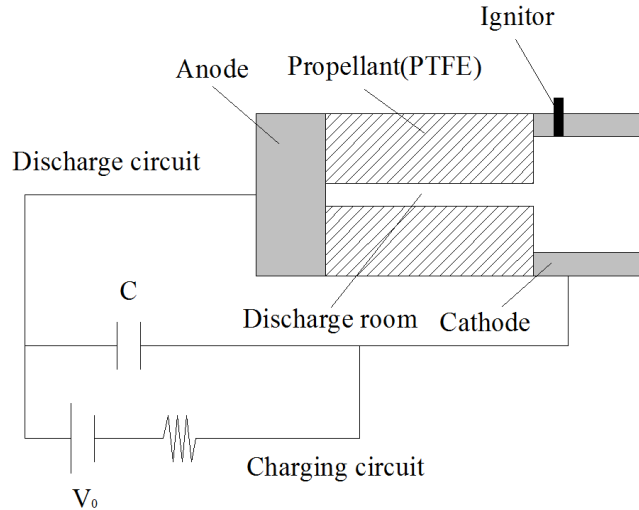 Ignitor
Anode
Propellant(PTFE)
Discharge circuit
C
Discharge room
Cathode
Charging circuit
V₀